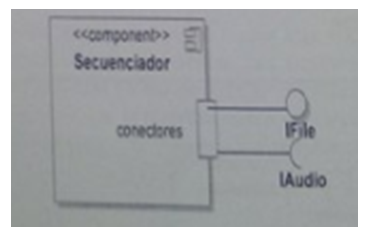 <<component>>
Secuenciador
conectores
IFile
IAudio